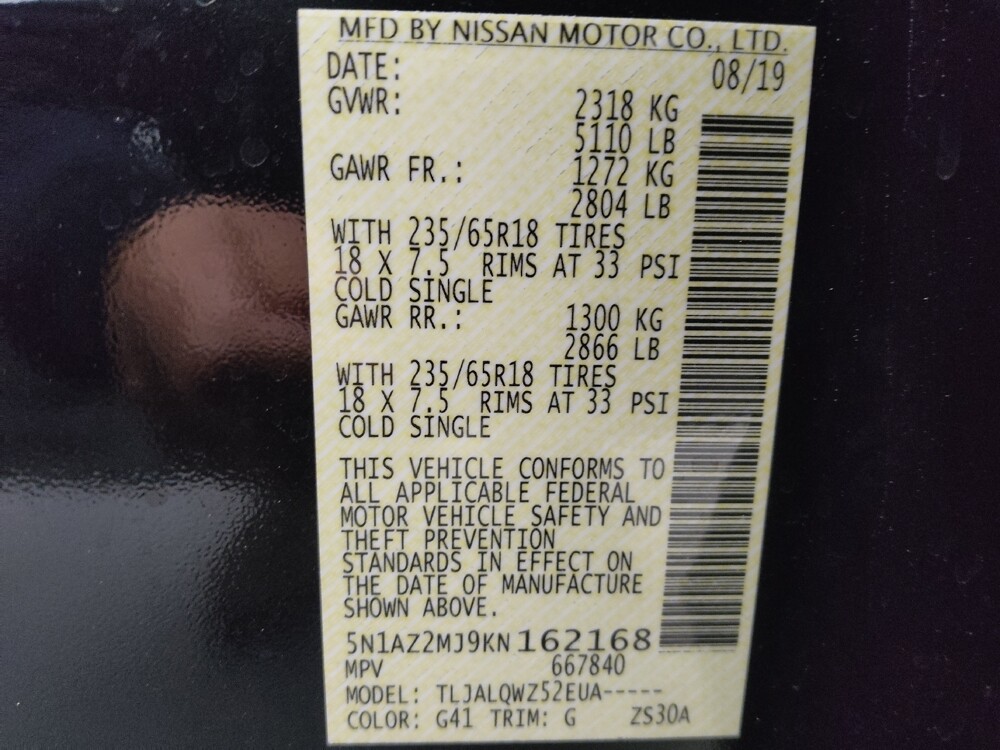 MFD BY NISSAN MOTOR CO., LTD.
DATE: 08/19
GVWR: 2318 KG
5110 LB
GAWR FR.: 1272 KG
2804 LB
WITH 235/65R18 TIRES
18 X 7.5 RIMS AT 33 PSI
COLD SINGLE
GAWR RR.: 1300 KG
2866 LB
WITH 235/65R18 TIRES
18 X 7.5 RIMS AT 33 PSI
COLD SINGLE
THIS VEHICLE CONFORMS TO
ALL APPLICABLE FEDERAL
MOTOR VEHICLE SAFETY AND
THEFT PREVENTION
STANDARDS IN EFFECT ON
THE DATE OF MANUFACTURE
SHOWN ABOVE.
5N1AZ2MJ9KN 162168
MPV 667840
MODEL: TLJALQWZ52EUA-----
COLOR: G41 TRIM: G ZS30A